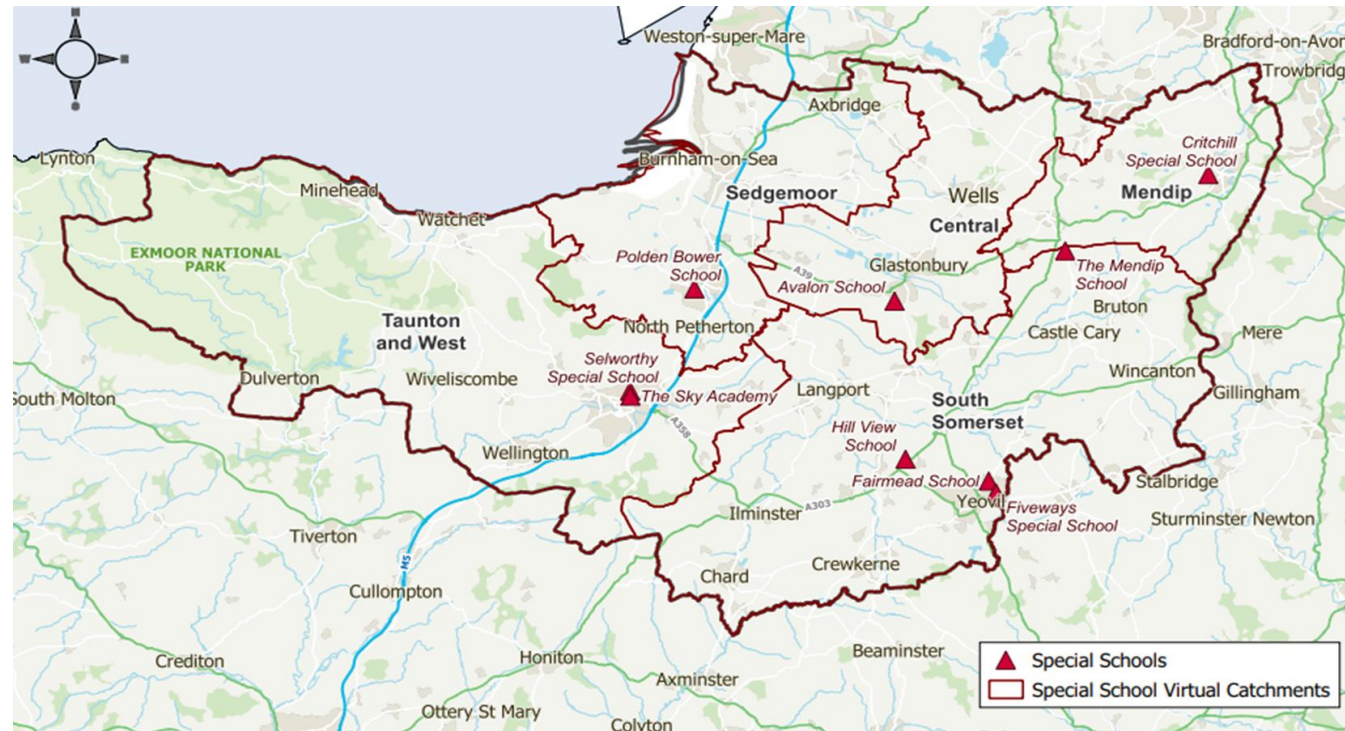 Weston-super-Mare
Bradford-on-Avon
Trowbridge
Axbridge
Lynton
Burnham-on-Sea
Critchill
Special School
Minehead
Sedgemoor
Wells
Mendip
Watchet
Central
EXMOOR NATIONAL
PARK
Polden Bower
School
A39
Glastonbury
The Mendip
School
Avalon School
Bruton
Taunton
and West
North Petherton
Castle Cary
Mere
Selworthy
Special School
Dulverton
Wiveliscombe
The Sky Academy
Langport
Wincanton
Gillingham
South Molton
South
Somerset
A358
Hill View
School
Wellington
Fairmead School
Stalbridge
Yeovil
Fiveways
Special School
Ilminster
A303
Sturminster Newton
Tiverton
M5
Crewkerne
Chard
Cullompton
Beaminster
Crediton
Honiton
Axminster
Ottery St Mary
Colyton
Special Schools
Special School Virtual Catchments